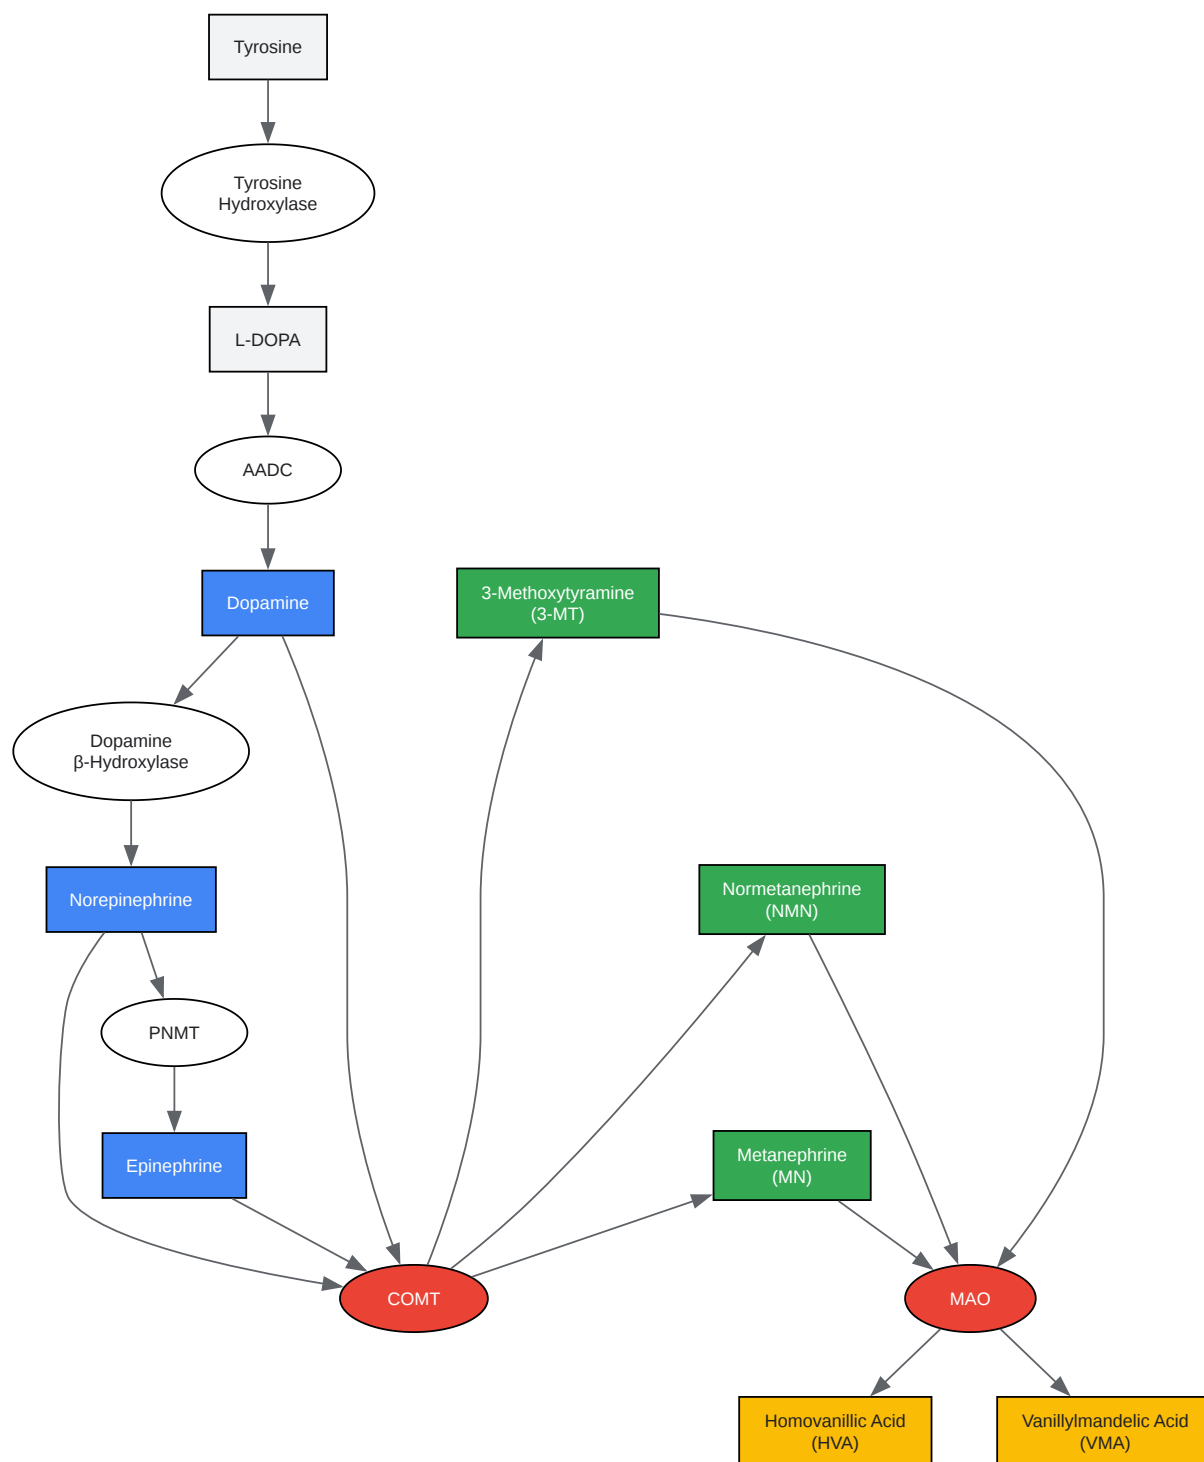 Tyrosine
Tyrosine
Hydroxylase
L-DOPA
AADC
Dopamine
3-Methoxytyramine
(3-MT)
Dopamine
β-Hydroxylase
Norepinephrine
Normetanephrine
(NMN)
PNMT
Epinephrine
Metanephrine
(MN)
COMT
MAO
Homovanillic Acid
(HVA)
Vanillylmandelic Acid
(VMA)